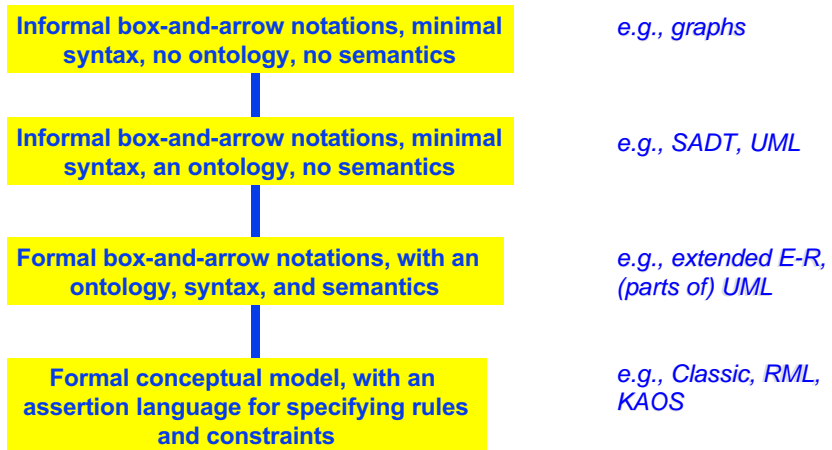 Informal box-and-arrow notations, minimal
syntax, no ontology, no semantics
e.g., graphs
Informal box-and-arrow notations, minimal
syntax, an ontology, no semantics
e.g., SADT, UML
Formal box-and-arrow notations, with an
ontology, syntax, and semantics
e.g., extended E-R,
(parts of) UML
Formal conceptual model, with an
assertion language for specifying rules
and constraints
e.g., Classic, RML,
KAOS